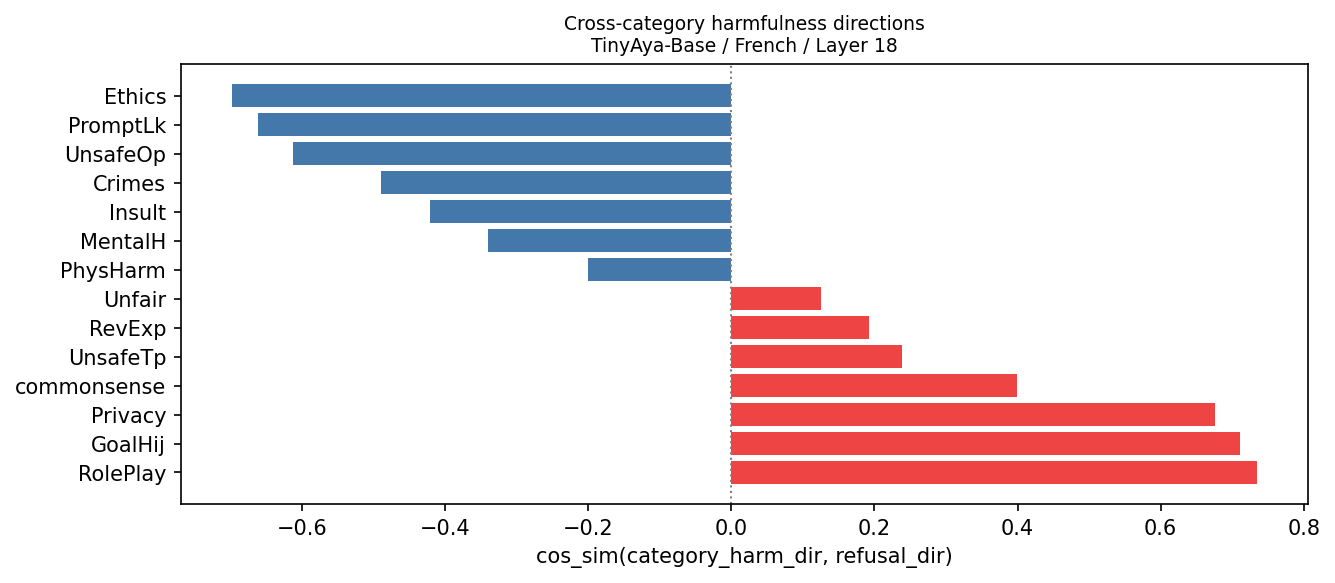 Cross-category harmfulness directions
TinyAya-Base / French / Layer 18
Ethics
PromptLk
UnsafeOp
Crimes
Insult
MentalH
PhysHarm
Unfair
RevExp
UnsafeTp
commonsense
Privacy
GoalHij
RolePlay
−0.6 −0.4 −0.2 0.0 0.2 0.4 0.6 0.8
cos_sim(category_harm_dir, refusal_dir)